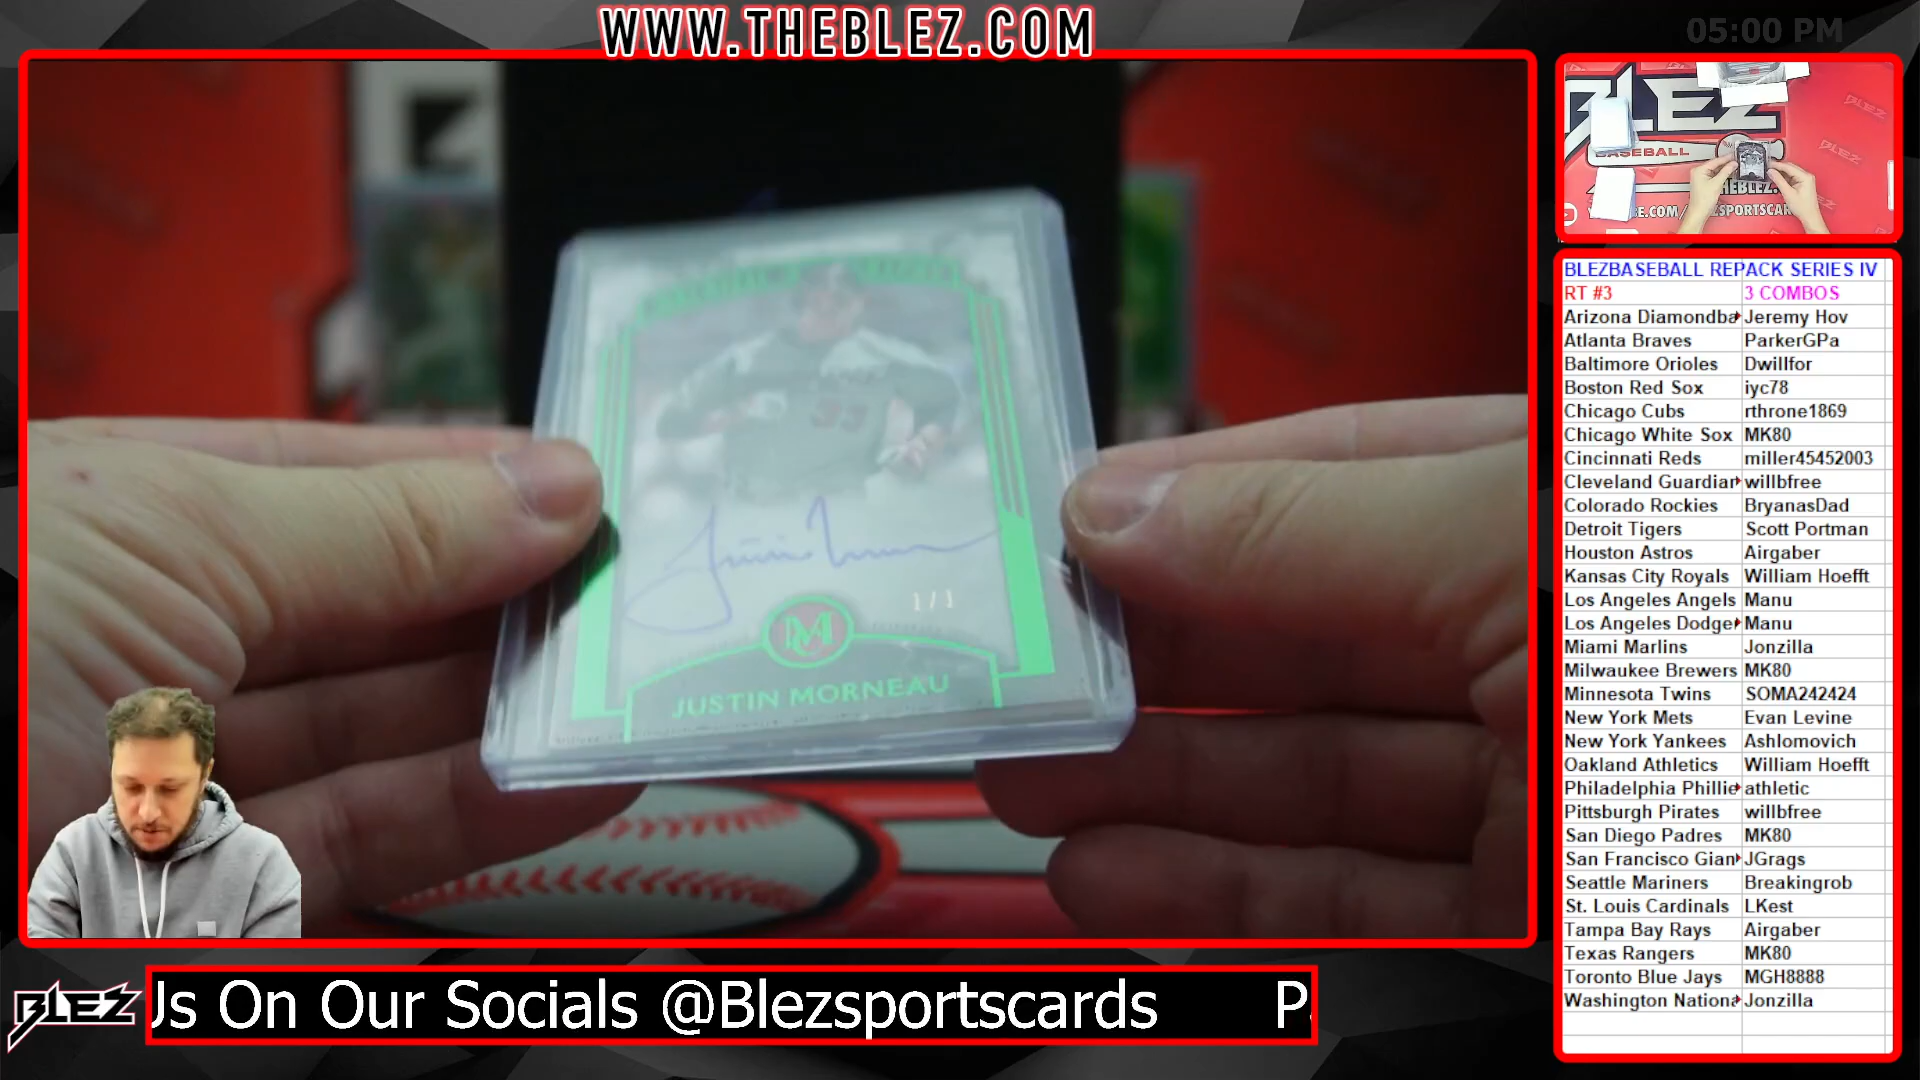 WWW.THEBLEZ.COM
05:00 PM
BLEZ
BASEBALL
BLEZBASEBALL REPACK SERIES IV
RT #3 3 COMBOS
Arizona Diamondba Jeremy Hov
Atlanta Braves ParkerGPa
Baltimore Orioles Dwillfor
Boston Red Sox iyc78
Chicago Cubs rthrone1869
Chicago White Sox MK80
Cincinnati Reds miller45452003
Cleveland Guardian willbfree
Colorado Rockies BryanasDad
Detroit Tigers Scott Portman
Houston Astros Airgaber
Kansas City Royals William Hoefft
Los Angeles Angels Manu
Los Angeles Dodge Manu
Miami Marlins Jonzilla
Milwaukee Brewers MK80
Minnesota Twins SOMA242424
New York Mets Evan Levine
New York Yankees Ashlomovich
Oakland Athletics William Hoefft
Philadelphia Phillie athletic
Pittsburgh Pirates willbfree
San Diego Padres MK80
San Francisco Gian JGrags
Seattle Mariners Breakingrob
St. Louis Cardinals LKest
Tampa Bay Rays Airgaber
Texas Rangers MK80
Toronto Blue Jays MGH8888
Washington Nationa Jonzilla
33
1/1
M
JUSTIN MORNEAU
BLEZ
Us On Our Socials @Blezsportscards P